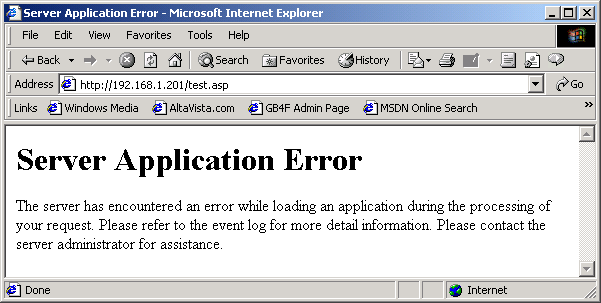 Server Application Error - Microsoft Internet Explorer
File Edit View Favorites Tools Help
Back Search Favorites History
Address http://192.168.1.201/test.asp Go
Links Windows Media AltaVista.com GB4F Admin Page MSDN Online Search »
Server Application Error
The server has encountered an error while loading an application during the processing of
your request. Please refer to the event log for more detail information. Please contact the
server administrator for assistance.
Done Internet